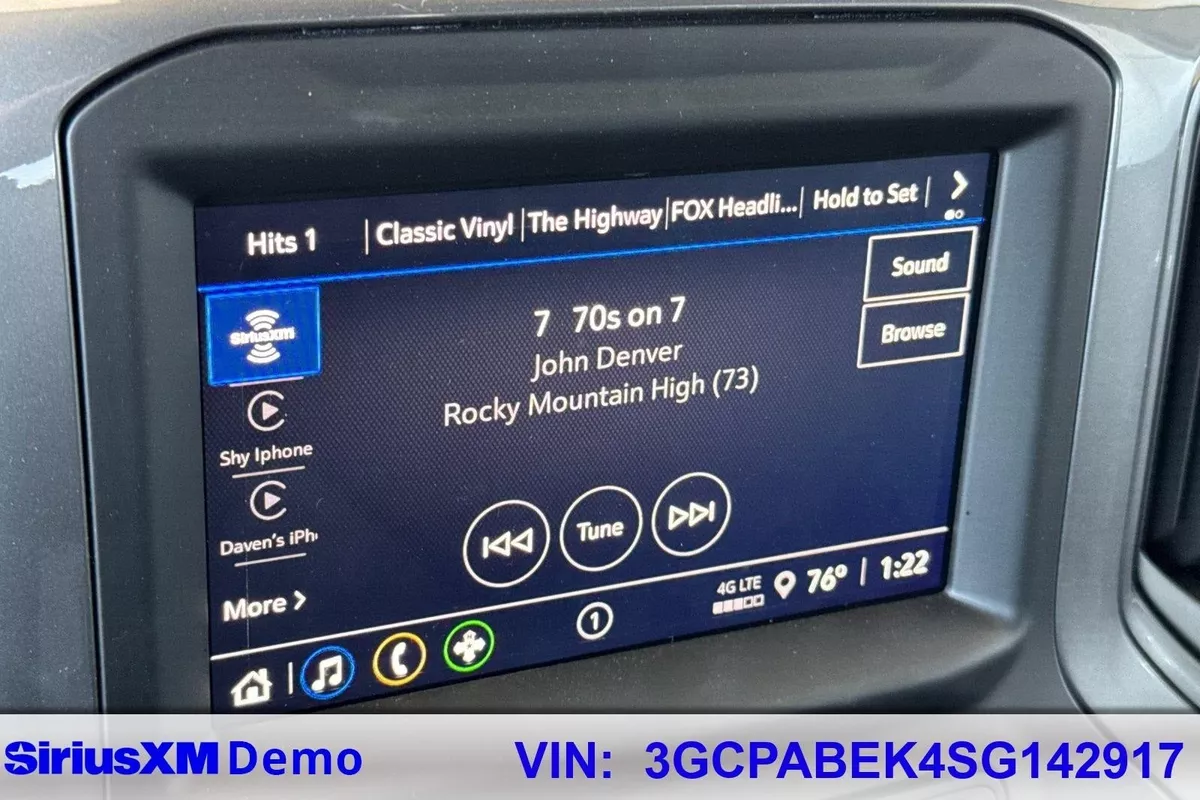 Hits 1 | Classic Vinyl | The Highway | FOX Headli... | Hold to Set |
SiriusXM
Sound
7 70s on 7
Browse
John Denver
Rocky Mountain High (73)
Shy Iphone
Daven's iPh
Tune
More
4G LTE 76° | 1:22
1
SiriusXM Demo VIN: 3GCPABEK4SG142917